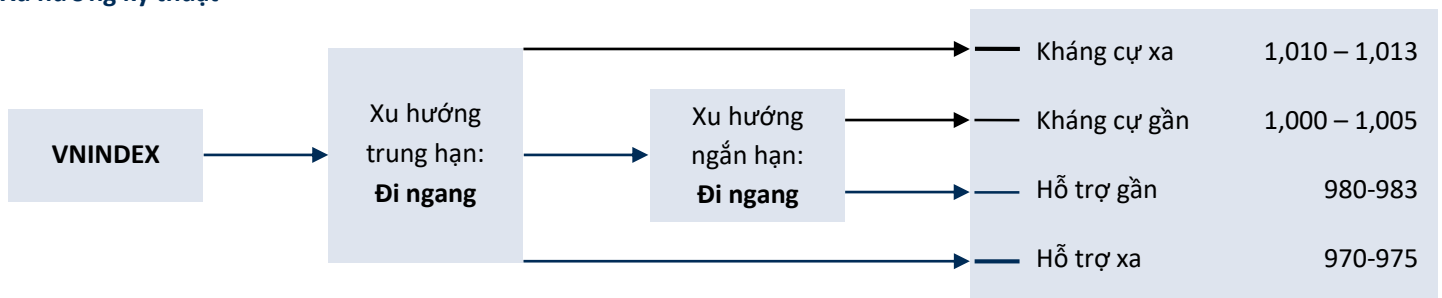 VNINDEX
Xu hướng
trung hạn:
Đi ngang
Xu hướng
ngắn hạn:
Đi ngang
Kháng cự xa 1,010 – 1,013
Kháng cự gần 1,000 – 1,005
Hỗ trợ gần 980-983
Hỗ trợ xa 970-975